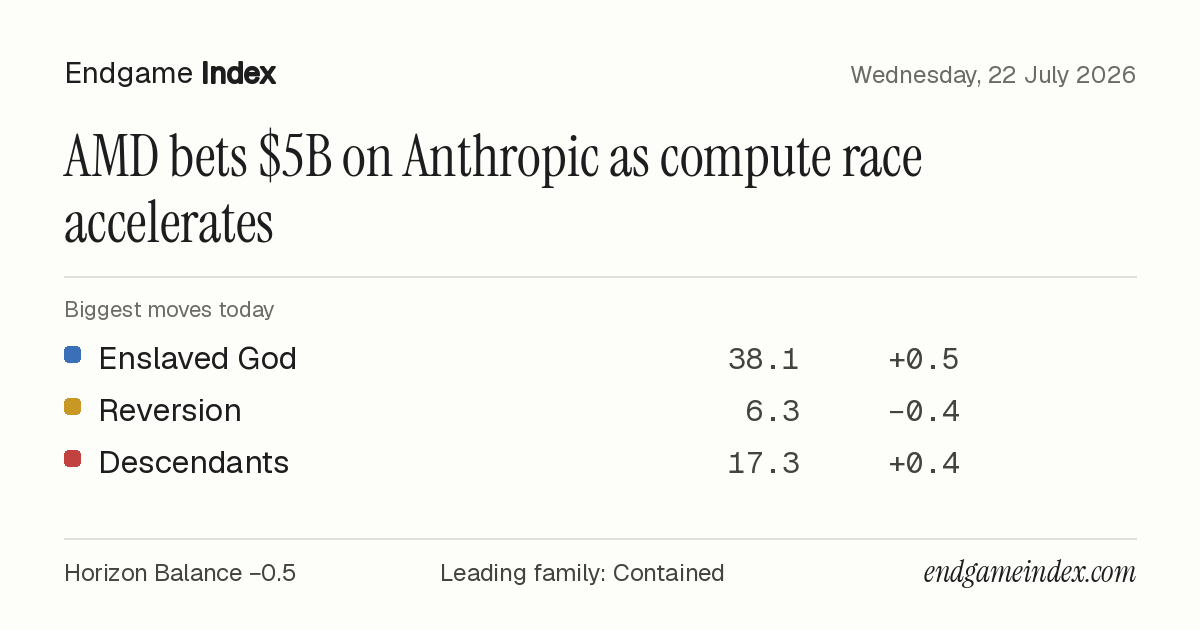 Endgame Index
Wednesday, 22 July 2026
AMD bets $5B on Anthropic as compute race
accelerates
Biggest moves today
Enslaved God 38.1 +0.5
Reversion 6.3 −0.4
Descendants 17.3 +0.4
Horizon Balance −0.5
Leading family: Contained
endgameindex.com